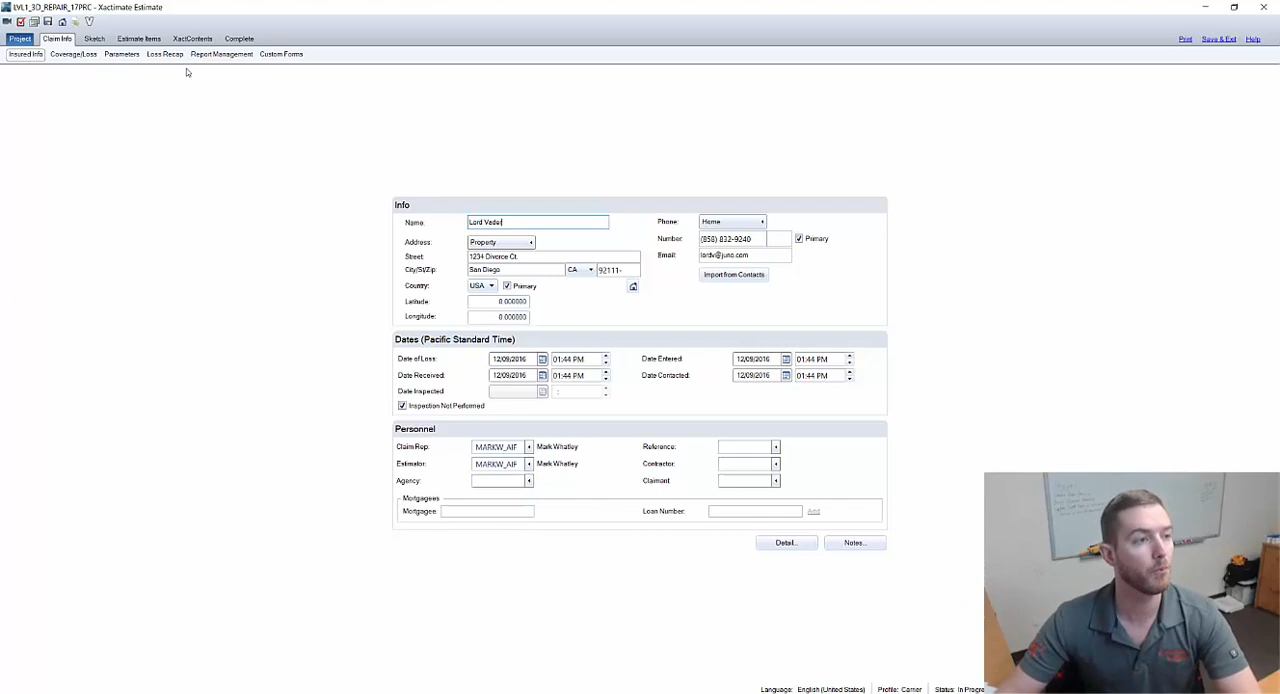 LVL1_3D_REPAIR_17PRC - Xactimate Estimate
Project Claim Info Sketch Estimate Items XactContents Complete Print Save & Exit Help
Insured Info Coverage/Loss Parameters Loss Recap Report Management Custom Forms
Info
Name: Lord Vader Phone: Home
Number: (858) 832-9240 Primary
Address: Property
Street: 1234 Divorce Ct. Email: lordv@juno.com
City/St/Zip: San Diego CA 92111- Import from Contacts
Country: USA Primary
Latitude: 0.000000
Longitude: 0.000000
Dates (Pacific Standard Time)
Date of Loss: 12/09/2016 01:44 PM Date Entered: 12/09/2016 01:44 PM
Date Received: 12/09/2016 01:44 PM Date Contacted: 12/09/2016 01:44 PM
Date Inspected :
Inspection Not Performed
Personnel
Claim Rep: MARKW_AIF Mark Whatley Reference:
Estimator: MARKW_AIF Mark Whatley Contractor:
Agency: Claimant
Mortgagees
Mortgagee: Loan Number: Add
Detail... Notes...
Language: English (United States) Profile: Carrier Status: In Progre